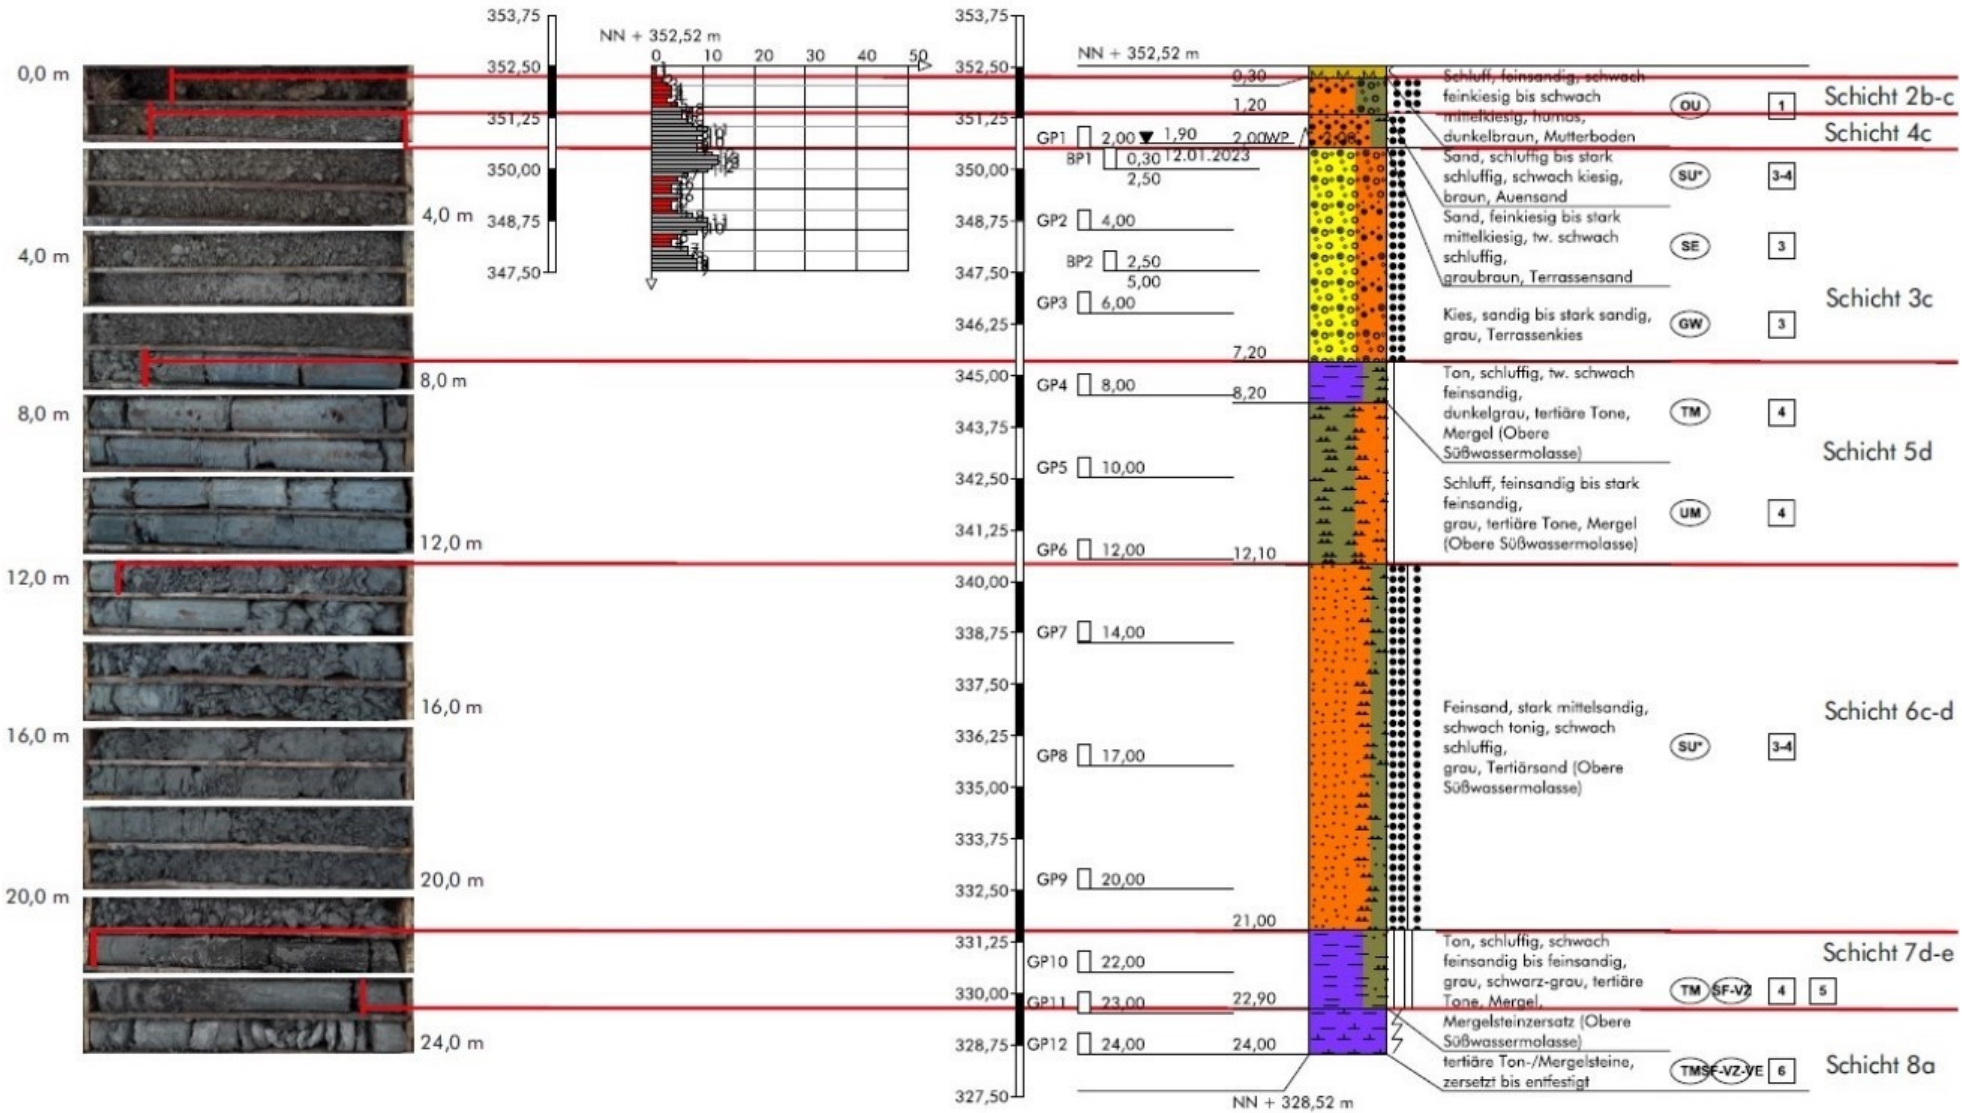 0,0 m
4,0 m
4,0 m
8,0 m
8,0 m
12,0 m
12,0 m
16,0 m
16,0 m
20,0 m
20,0 m
24,0 m
353,75
352,50
351,25
350,00
348,75
347,50
NN + 352,52 m
0 10 20 30 40 50
353,75
352,50
351,25
350,00
348,75
347,50
346,25
345,00
343,75
342,50
341,25
340,00
338,75
337,50
336,25
335,00
333,75
332,50
331,25
330,00
328,75
327,50
NN + 352,52 m
0,30
1,20
GP1 2,00 1,90 2,00WP 2,00
12.01.2023
BP1 0,30
2,50
GP2 4,00
BP2 2,50
5,00
GP3 6,00
7,20
GP4 8,00
8,20
GP5 10,00
GP6 12,00 12,10
GP7 14,00
GP8 17,00
GP9 20,00
21,00
GP10 22,00
GP11 23,00 22,90
GP12 24,00 24,00
NN + 328,52 m
Schluff, feinsandig, schwach
feinkiesig bis schwach
mittelkiesig, humos,
dunkelbraun, Mutterboden
OU 1
Sand, schluffig bis stark
schluffig, schwach kiesig,
braun, Auensand
SU* 3-4
Sand, feinkiesig bis stark
mittelkiesig, tw. schwach
schluffig,
graubraun, Terrassensand
SE 3
Kies, sandig bis stark sandig,
grau, Terrassenkies
GW 3
Ton, schluffig, tw. schwach
feinsandig,
dunkelgrau, tertiäre Tone,
Mergel (Obere
Süßwassermolasse)
TM 4
Schluff, feinsandig bis stark
feinsandig,
grau, tertiäre Tone, Mergel
(Obere Süßwassermolasse)
UM 4
Feinsand, stark mittelsandig,
schwach tonig, schwach
schluffig,
grau, Tertiärsand (Obere
Süßwassermolasse)
SU* 3-4
Ton, schluffig, schwach
feinsandig bis feinsandig,
grau, schwarz-grau, tertiäre
Tone, Mergel,
Mergelsteinzersatz (Obere
Süßwassermolasse)
TM SF-VZ 4 5
tertiäre Ton-/Mergelsteine,
zersetzt bis entfestigt
TM SF-VZ-VE 6
Schicht 2b-c
Schicht 4c
Schicht 3c
Schicht 5d
Schicht 6c-d
Schicht 7d-e
Schicht 8a